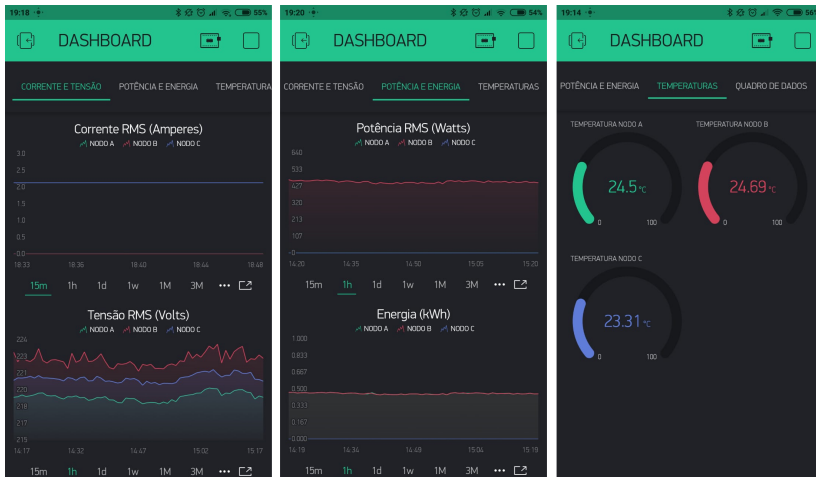 19:18 55%
DASHBOARD
CORRENTE E TENSÃO POTÊNCIA E ENERGIA TEMPERATURA
Corrente RMS (Amperes)
NODO A NODO B NODO C
3.0
2.5
2.0
1.5
1.0
0.5
-0.0
18:33 18:36 18:40 18:44 18:48
15m 1h 1d 1w 1M 3M
Tensão RMS (Volts)
NODO A NODO B NODO C
224
223
221
220
218
217
215
14:17 14:32 14:47 15:02 15:17
15m 1h 1d 1w 1M 3M
19:20 54%
DASHBOARD
CORRENTE E TENSÃO POTÊNCIA E ENERGIA TEMPERATURAS
Potência RMS (Watts)
NODO A NODO B NODO C
640
533
427
320
213
107
-0
14:20 14:35 14:50 15:05 15:20
15m 1h 1d 1w 1M 3M
Energia (kWh)
NODO A NODO B NODO C
1.000
0.833
0.667
0.500
0.333
0.167
-0.000
14:19 14:34 14:49 15:04 15:19
15m 1h 1d 1w 1M 3M
19:14 56%
DASHBOARD
POTÊNCIA E ENERGIA TEMPERATURAS QUADRO DE DADOS
TEMPERATURA NODO A TEMPERATURA NODO B
24.5 °C 24.69 °C
0 100 0 100
TEMPERATURA NODO C
23.31 °C
0 100